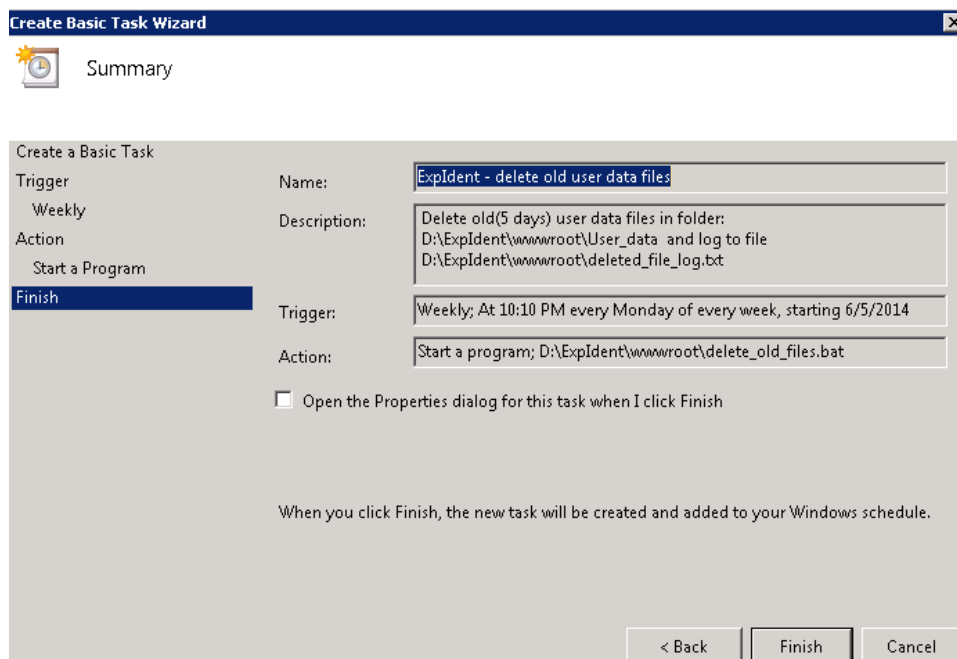 Create Basic Task Wizard
Summary
Create a Basic Task
Trigger
Weekly
Action
Start a Program
Finish
Name:
ExpIdent - delete old user data files
Description:
Delete old(5 days) user data files in folder:
D:\ExpIdent\wwwroot\User_data and log to file
D:\ExpIdent\wwwroot\deleted_file_log.txt
Trigger:
Weekly; At 10:10 PM every Monday of every week, starting 6/5/2014
Action:
Start a program; D:\ExpIdent\wwwroot\delete_old_files.bat
Open the Properties dialog for this task when I click Finish
When you click Finish, the new task will be created and added to your Windows schedule.
< Back
Finish
Cancel